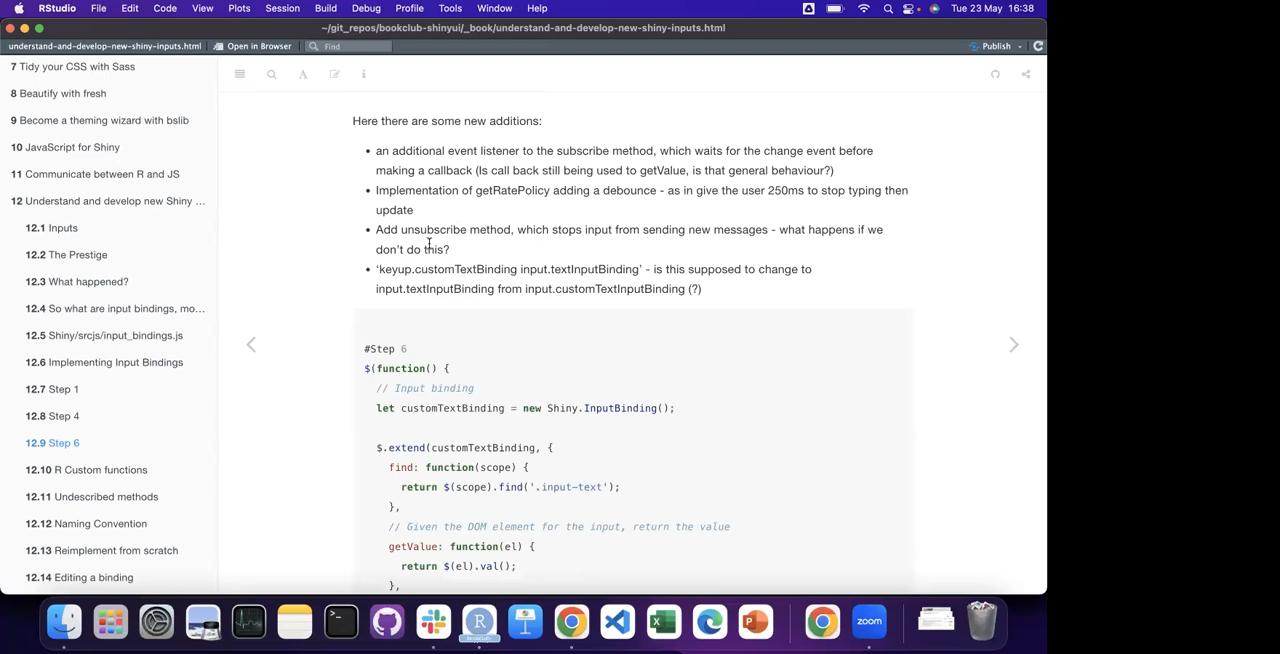 RStudio File Edit Code View Plots Session Build Debug Profile Tools Window Help Tue 23 May 16:38
~/git_repos/bookclub-shinyui/_book/understand-and-develop-new-shiny-inputs.html
understand-and-develop-new-shiny-inputs.html Open in Browser Find Publish
7 Tidy your CSS with Sass
8 Beautify with fresh
9 Become a theming wizard with bslib
10 JavaScript for Shiny
11 Communicate between R and JS
12 Understand and develop new Shiny ...
12.1 Inputs
12.2 The Prestige
12.3 What happened?
12.4 So what are input bindings, mo...
12.5 Shiny/srcjs/input_bindings.js
12.6 Implementing Input Bindings
12.7 Step 1
12.8 Step 4
12.9 Step 6
12.10 R Custom functions
12.11 Undescribed methods
12.12 Naming Convention
12.13 Reimplement from scratch
12.14 Editing a binding
Here there are some new additions:
• an additional event listener to the subscribe method, which waits for the change event before
making a callback (Is call back still being used to getValue, is that general behaviour?)
• Implementation of getRatePolicy adding a debounce - as in give the user 250ms to stop typing then
update
• Add unsubscribe method, which stops input from sending new messages - what happens if we
don't do this?
• ‘keyup.customTextBinding input.textInputBinding’ - is this supposed to change to
input.textInputBinding from input.customTextInputBinding (?)
#Step 6
$(function() {
// Input binding
let customTextBinding = new Shiny.InputBinding();
$.extend(customTextBinding, {
find: function(scope) {
return $(scope).find('.input-text');
},
// Given the DOM element for the input, return the value
getValue: function(el) {
return $(el).val();
},
zoom